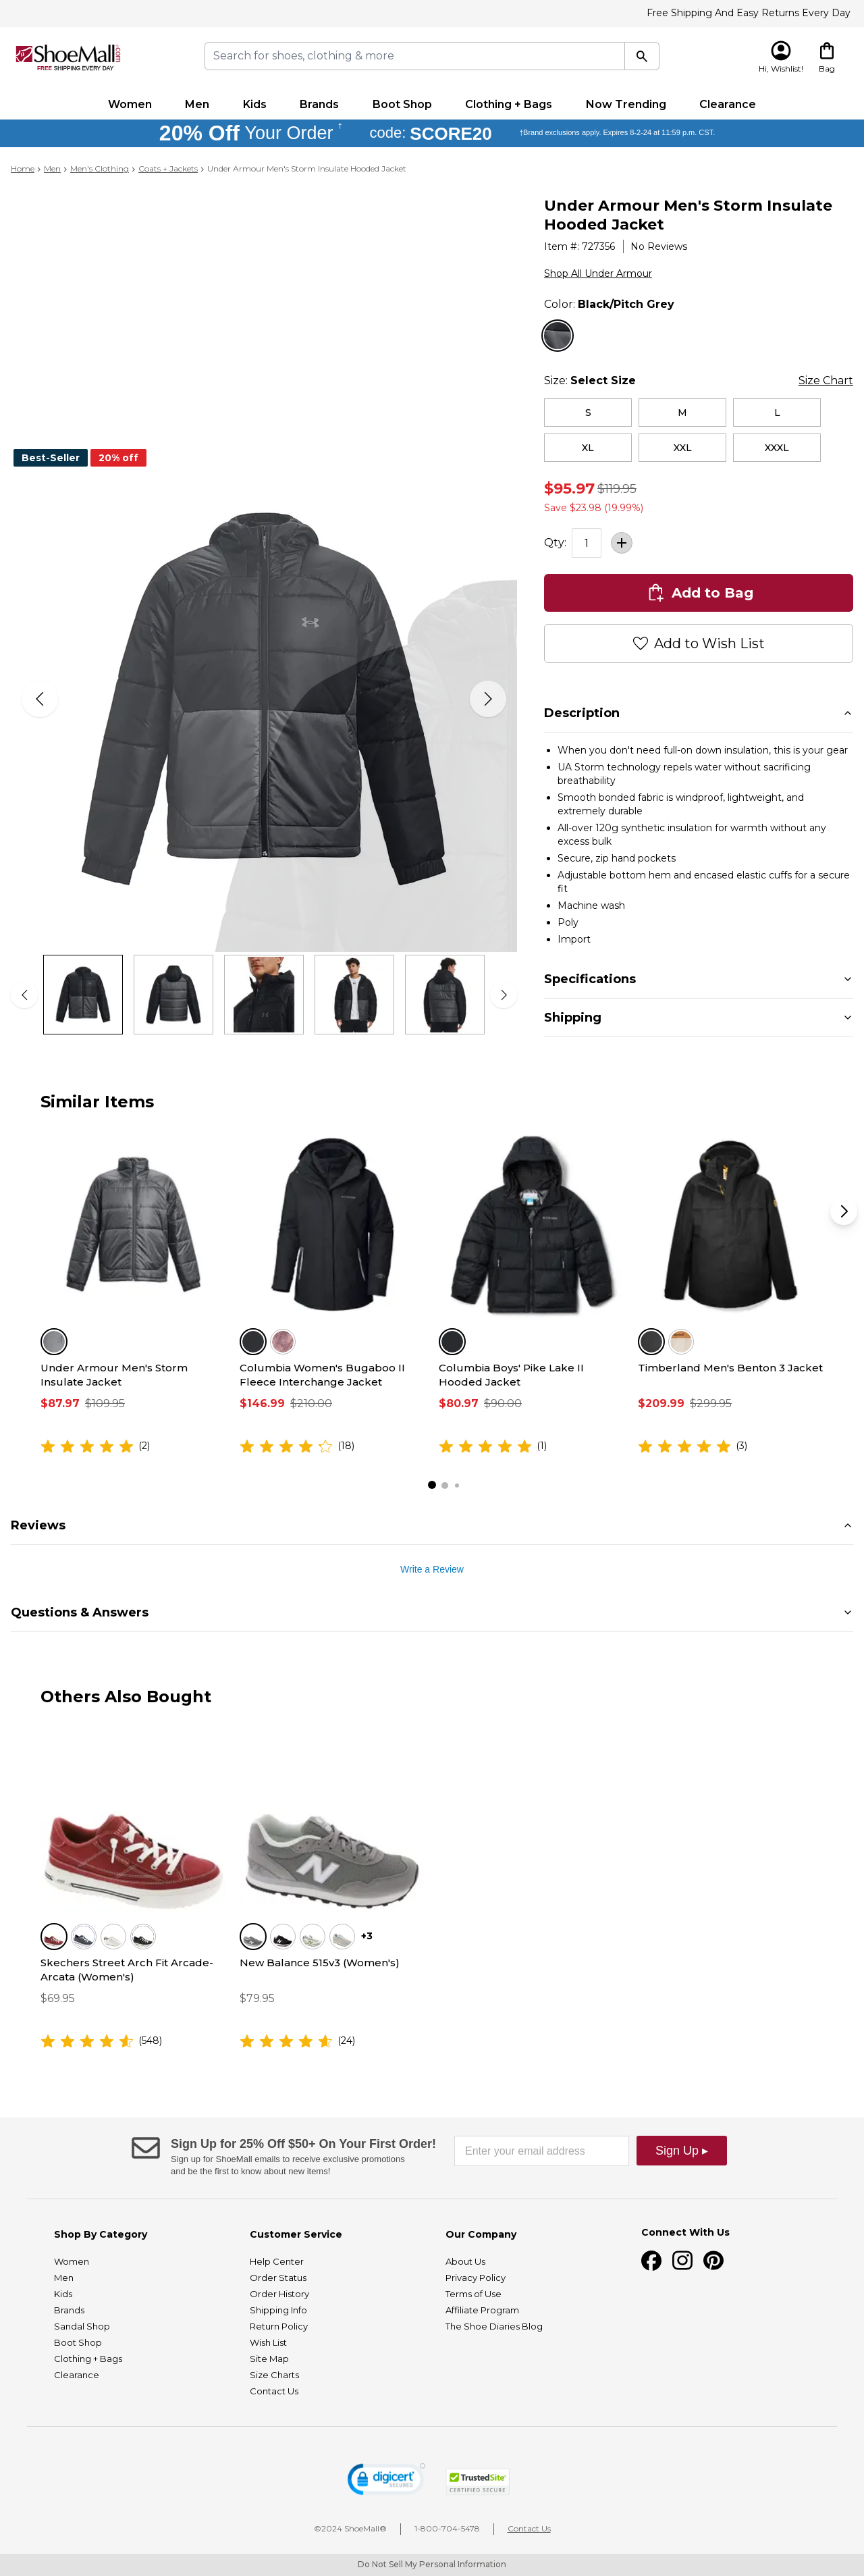 Free Shipping And Easy Returns Every Day
ShoeMall.com
FREE SHIPPING EVERY DAY
Search for shoes, clothing & more
Hi, Wishlist!
Bag
Women
Men
Kids
Brands
Boot Shop
Clothing + Bags
Now Trending
Clearance
20% Off Your Order † code: SCORE20 †Brand exclusions apply. Expires 8-2-24 at 11:59 p.m. CST.
Home > Men > Men's Clothing > Coats + Jackets > Under Armour Men's Storm Insulate Hooded Jacket
Best-Seller
20% off
Under Armour Men's Storm Insulate
Hooded Jacket
Item #: 727356 | No Reviews
Shop All Under Armour
Color: Black/Pitch Grey
Size: Select Size
Size Chart
S
M
L
XL
XXL
XXXL
$95.97 $119.95
Save $23.98 (19.99%)
Qty: 1
Add to Bag
Add to Wish List
Description
• When you don't need full-on down insulation, this is your gear
• UA Storm technology repels water without sacrificing
breathability
• Smooth bonded fabric is windproof, lightweight, and
extremely durable
• All-over 120g synthetic insulation for warmth without any
excess bulk
• Secure, zip hand pockets
• Adjustable bottom hem and encased elastic cuffs for a secure
fit
• Machine wash
• Poly
• Import
Specifications
Shipping
Similar Items
Under Armour Men's Storm
Insulate Jacket
$87.97 $109.95
(2)
Columbia Women's Bugaboo II
Fleece Interchange Jacket
$146.99 $210.00
(18)
Columbia Boys' Pike Lake II
Hooded Jacket
$80.97 $90.00
(1)
Timberland Men's Benton 3 Jacket
$209.99 $299.95
(3)
Reviews
Write a Review
Questions & Answers
Others Also Bought
Skechers Street Arch Fit Arcade-
Arcata (Women's)
$69.95
(548)
+3
New Balance 515v3 (Women's)
$79.95
(24)
Sign Up for 25% Off $50+ On Your First Order!
Sign up for ShoeMall emails to receive exclusive promotions
and be the first to know about new items!
Enter your email address
Sign Up ▸
Shop By Category
Women
Men
Kids
Brands
Sandal Shop
Boot Shop
Clothing + Bags
Clearance
Customer Service
Help Center
Order Status
Order History
Shipping Info
Return Policy
Wish List
Site Map
Size Charts
Contact Us
Our Company
About Us
Privacy Policy
Terms of Use
Affiliate Program
The Shoe Diaries Blog
Connect With Us
digicert
SECURED
TrustedSite
CERTIFIED SECURE
©2024 ShoeMall® | 1-800-704-5478 | Contact Us
Do Not Sell My Personal Information